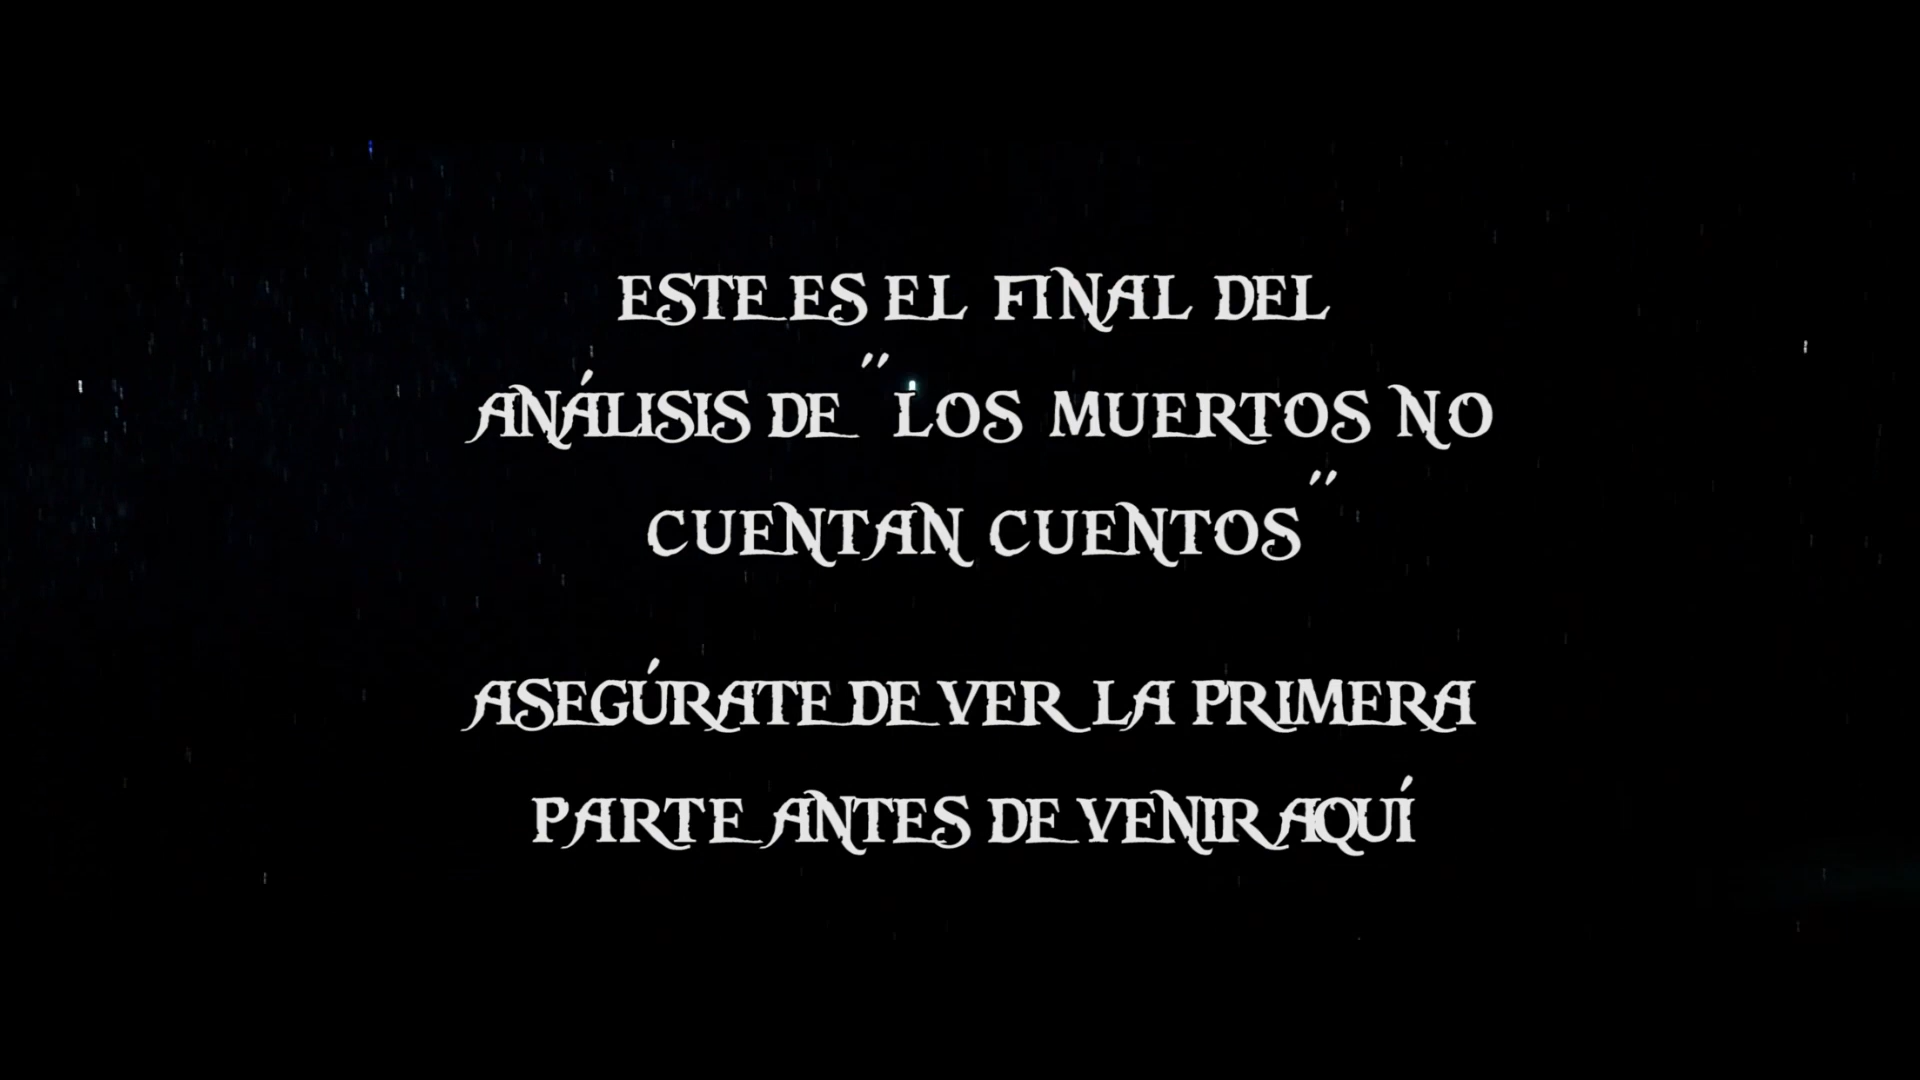 ESTE ES EL FINAL DEL
ANÁLISIS DE "LOS MUERTOS NO
CUENTAN CUENTOS"
ASEGÚRATE DE VER LA PRIMERA
PARTE ANTES DE VENIR AQUÍ